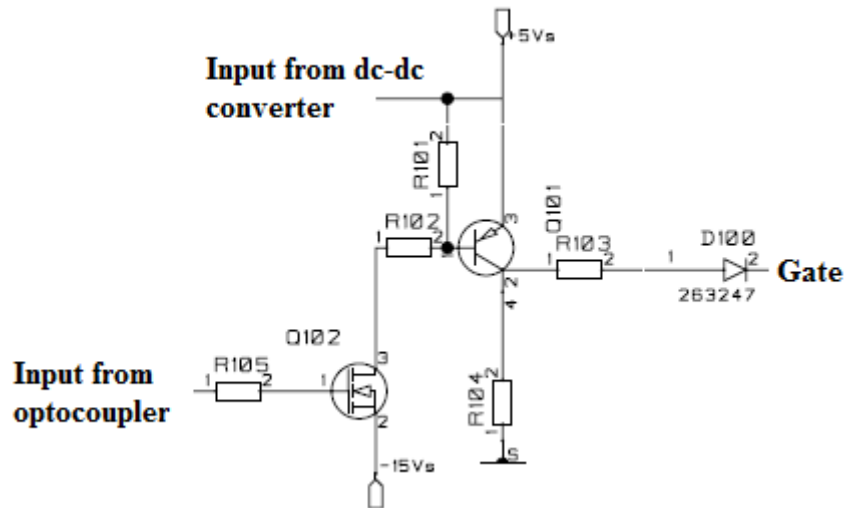 +5Vs
Input from dc-dc
converter
2
R101
1
R102
1
2
3
Q101
R103
1
2
1
D100
2
Gate
263247
2
4
Q102
3
R105
1
2
1
Input from
optocoupler
2
-15Vs
2
R104
1
S